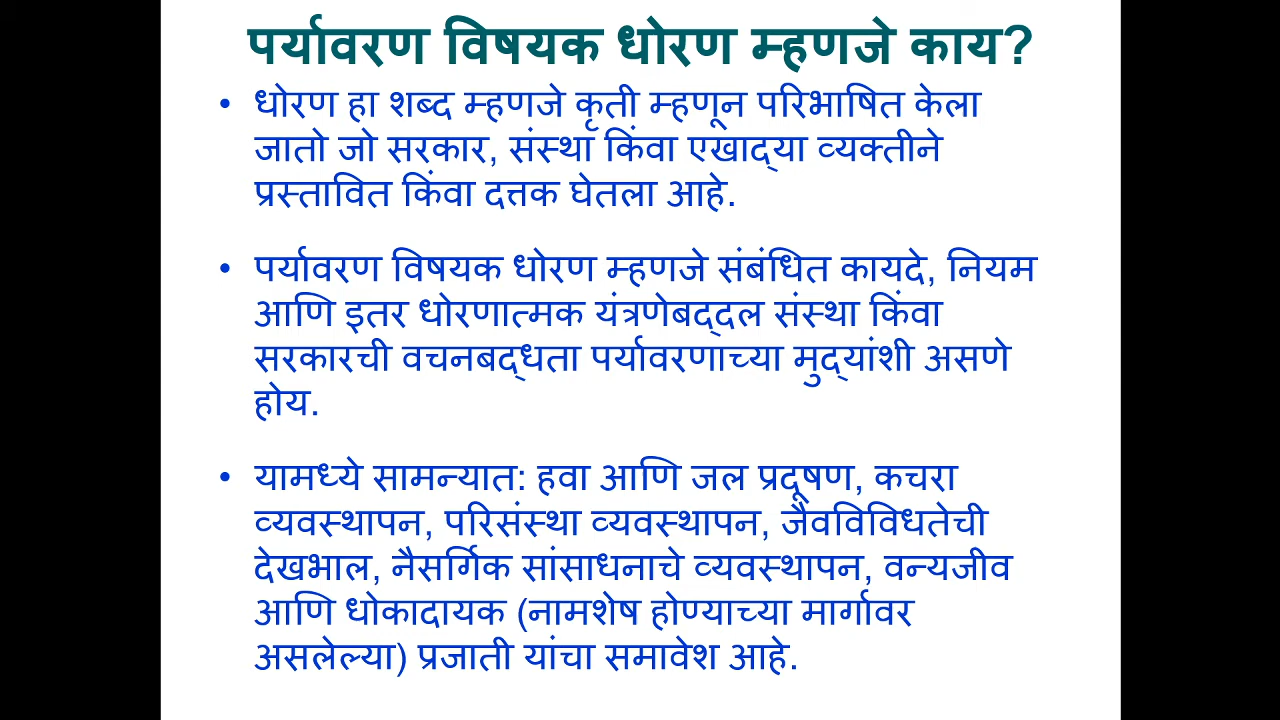 पर्यावरण विषयक धोरण म्हणजे काय?
• धोरण हा शब्द म्हणजे कृती म्हणून परिभाषित केला
जातो जो सरकार, संस्था किंवा एखाद्या व्यक्तीने
प्रस्तावित किंवा दत्तक घेतला आहे.
• पर्यावरण विषयक धोरण म्हणजे संबंधित कायदे, नियम
आणि इतर धोरणात्मक यंत्रणेबद्दल संस्था किंवा
सरकारची वचनबद्धता पर्यावरणाच्या मुद्यांशी असणे
होय.
• यामध्ये सामन्यात: हवा आणि जल प्रदूषण, कचरा
व्यवस्थापन, परिसंस्था व्यवस्थापन, जैवविविधतेची
देखभाल, नैसर्गिक सांसाधनाचे व्यवस्थापन, वन्यजीव
आणि धोकादायक (नामशेष होण्याच्या मार्गावर
असलेल्या) प्रजाती यांचा समावेश आहे.